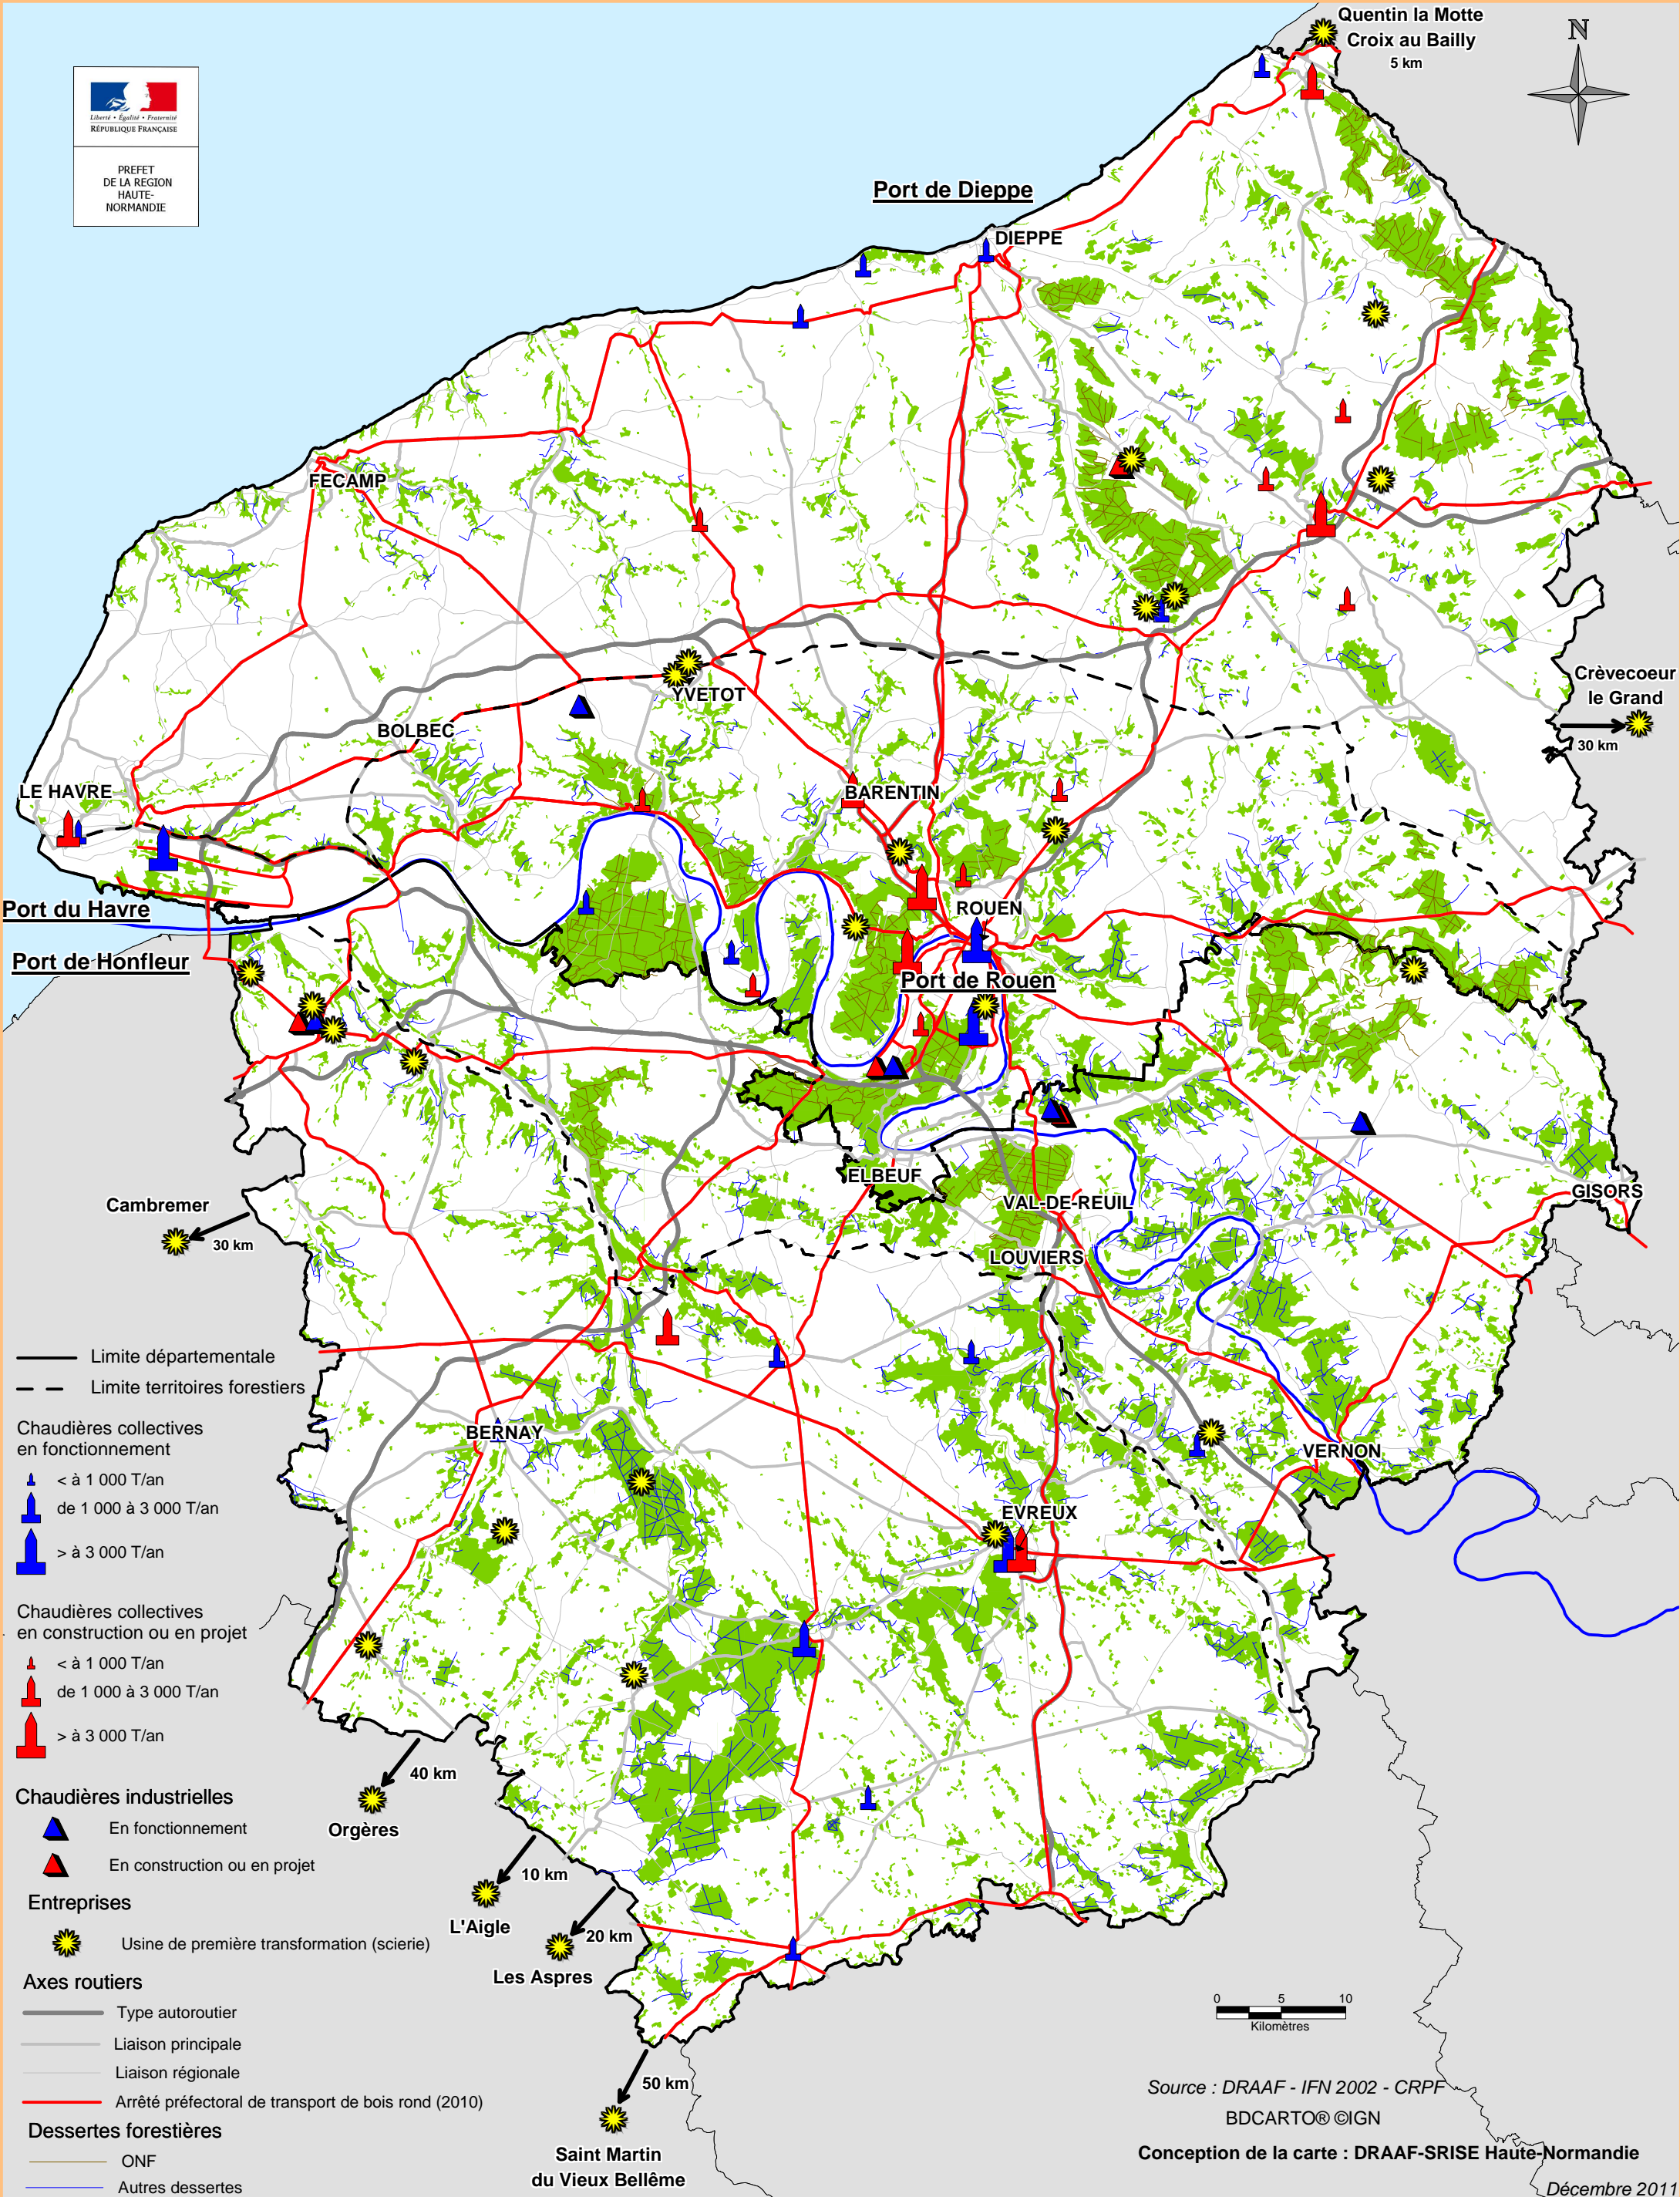 Quentin la Motte
Croix au Bailly
5 km
N
Liberté • Égalité • Fraternité
RÉPUBLIQUE FRANÇAISE
PREFET
DE LA REGION
HAUTE-
NORMANDIE
Port de Dieppe
DIEPPE
FECAMP
Crèvecoeur
le Grand
30 km
YVETOT
BOLBEC
LE HAVRE
BARENTIN
Port du Havre
ROUEN
Port de Honfleur
Port de Rouen
ELBEUF
GISORS
VAL-DE-REUIL
Cambremer
30 km
LOUVIERS
Limite départementale
Limite territoires forestiers
Chaudières collectives
en fonctionnement
< à 1 000 T/an
de 1 000 à 3 000 T/an
> à 3 000 T/an
BERNAY
VERNON
EVREUX
Chaudières collectives
en construction ou en projet
< à 1 000 T/an
de 1 000 à 3 000 T/an
> à 3 000 T/an
Chaudières industrielles
En fonctionnement
En construction ou en projet
Entreprises
Usine de première transformation (scierie)
Axes routiers
Type autoroutier
Liaison principale
Liaison régionale
Arrêté préfectoral de transport de bois rond (2010)
Dessertes forestières
ONF
Autres dessertes
40 km
Orgères
10 km
L'Aigle
20 km
Les Aspres
50 km
Saint Martin
du Vieux Bellême
0 5 10
Kilomètres
Source : DRAAF - IFN 2002 - CRPF
BDCARTO® ©IGN
Conception de la carte : DRAAF-SRISE Haute-Normandie
Décembre 2011